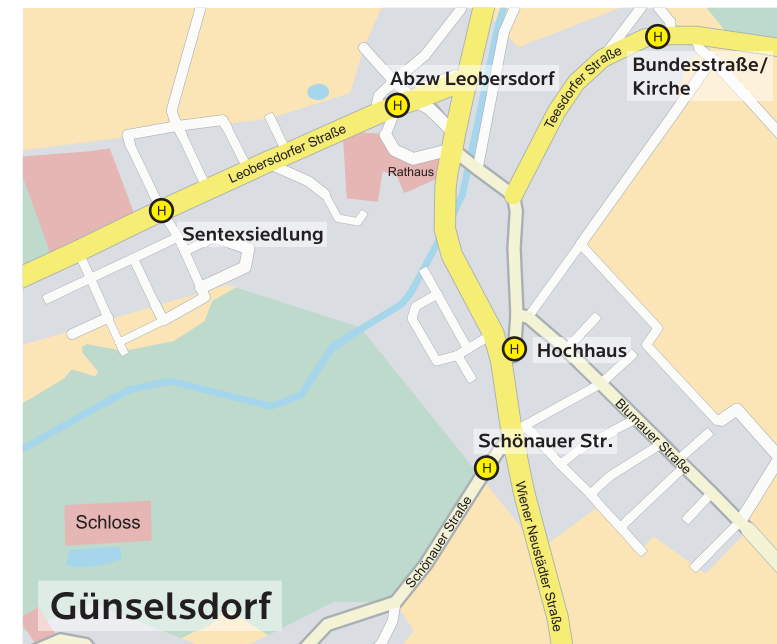 H
Bundesstraße/
Kirche
Teesdorfer Straße
Abzw Leobersdorf
H
Leobersdorfer Straße
Rathaus
H
Sentexsiedlung
H
Hochhaus
Blumauer Straße
Schönauer Str.
H
Wiener Neustädter Straße
Schönauer Straße
Schloss
Günselsdorf